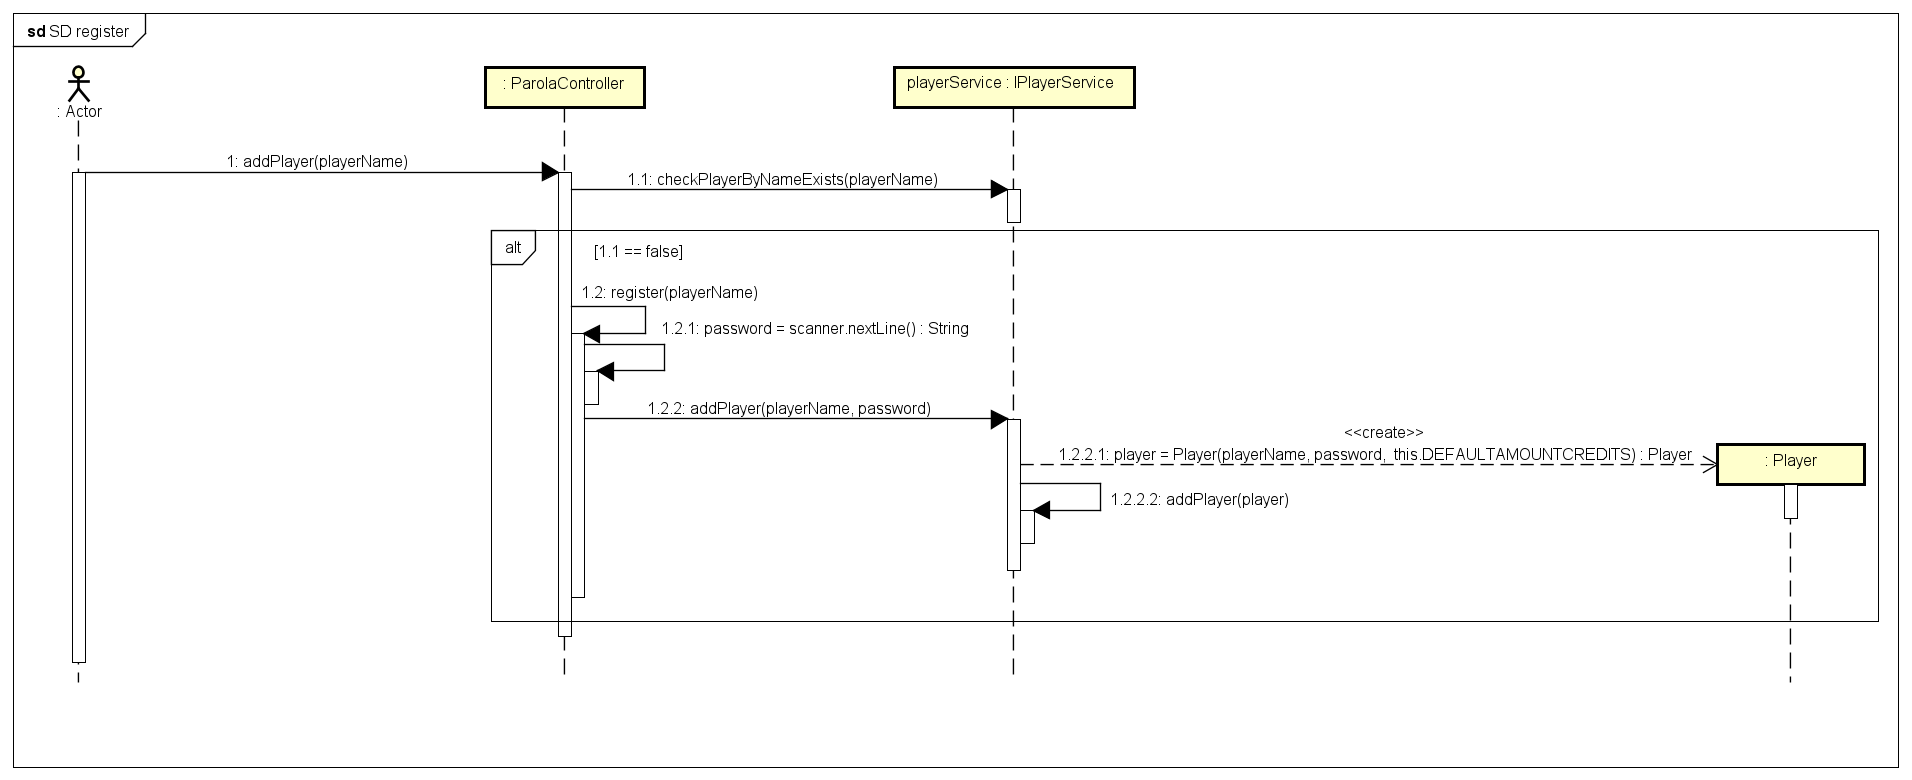 sd SD register
: Actor
: ParolaController
playerService : IPlayerService
1: addPlayer(playerName)
1.1: checkPlayerByNameExists(playerName)
alt
[1.1 == false]
1.2: register(playerName)
1.2.1: password = scanner.nextLine() : String
1.2.2: addPlayer(playerName, password)
<<create>>
1.2.2.1: player = Player(playerName, password, this.DEFAULTAMOUNTCREDITS) : Player
: Player
1.2.2.2: addPlayer(player)